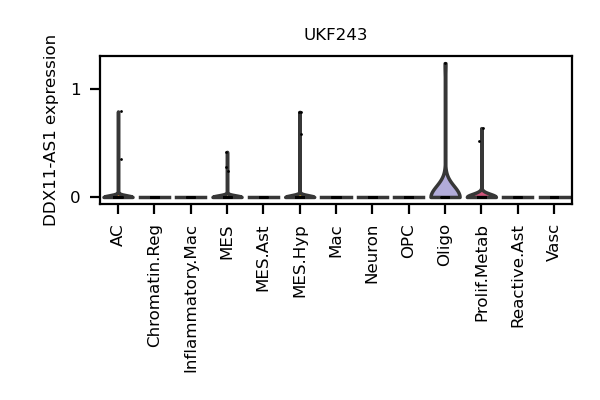 UKF243
DDX11-AS1 expression
1
0
AC
Chromatin.Reg
Inflammatory.Mac
MES
MES.Ast
MES.Hyp
Mac
Neuron
OPC
Oligo
Prolif.Metab
Reactive.Ast
Vasc